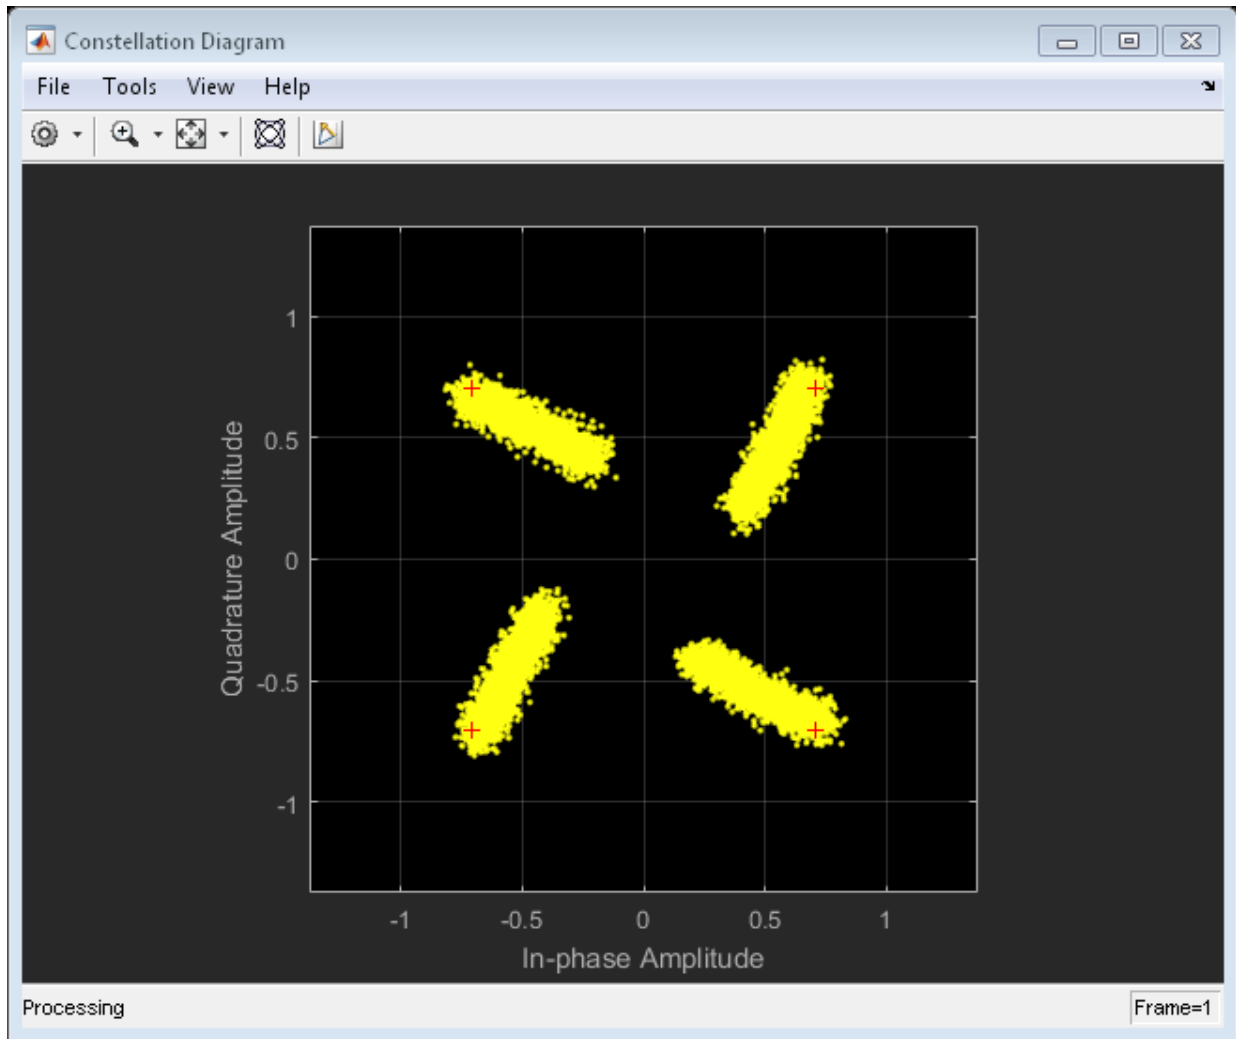 Constellation Diagram
File Tools View Help
1
0.5
0
-0.5
-1
Quadrature Amplitude
-1 -0.5 0 0.5 1
In-phase Amplitude
Processing Frame=1